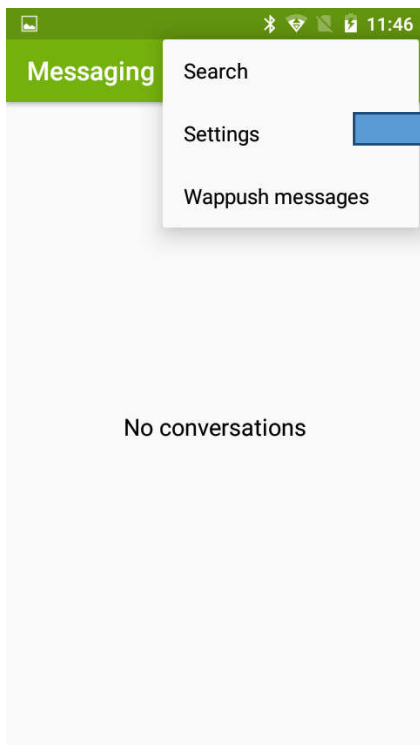 11:46
Messaging
Search
Settings
Wappush messages
No conversations